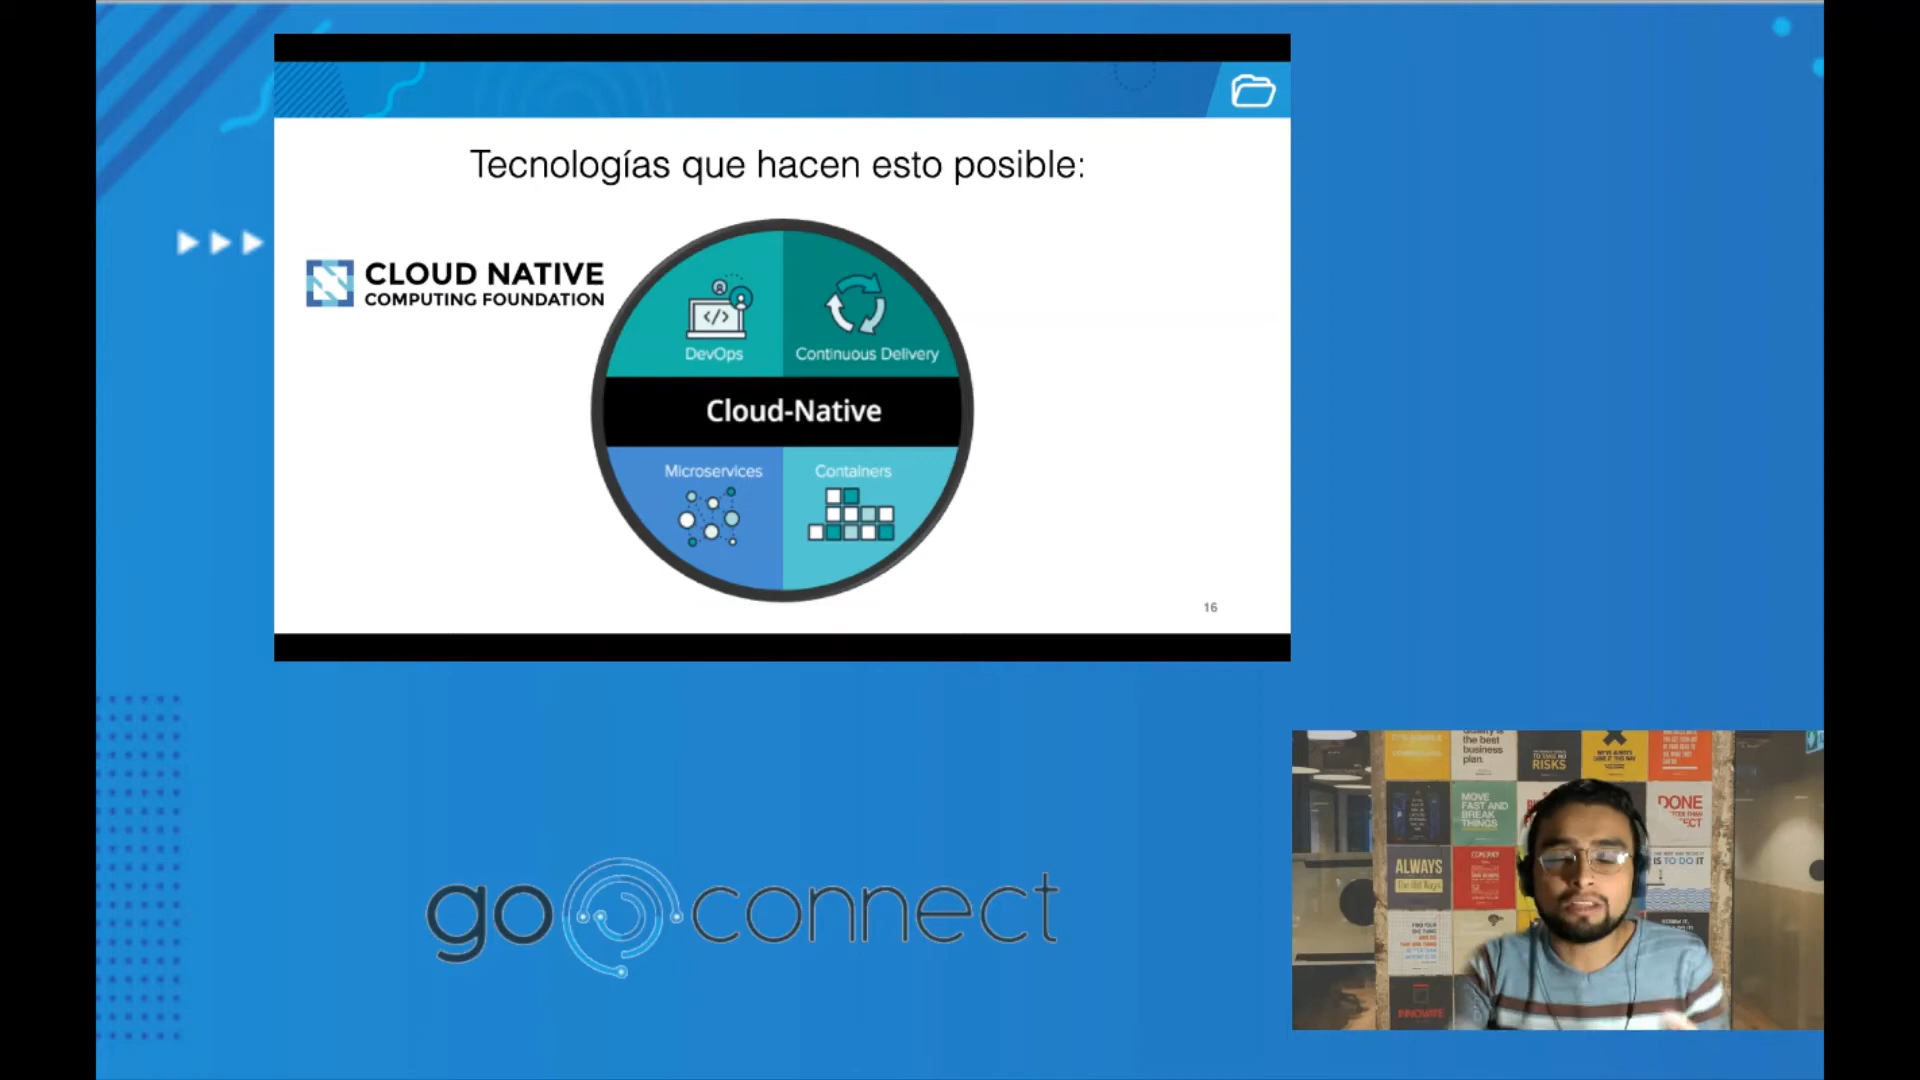 Tecnologías que hacen esto posible:
CLOUD NATIVE
COMPUTING FOUNDATION
</>
DevOps
Continuous Delivery
Cloud-Native
Microservices
Containers
16
go connect
the best
business
plan.
RISKS
MOVE
FAST AND
BREAK
THINGS
DONE
ALWAYS
IS TO DO IT
INNOVATE